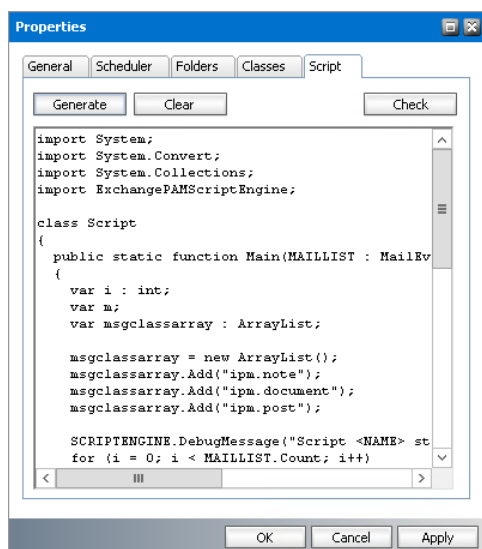 Properties
General Scheduler Folders Classes Script
Generate Clear Check
import System;
import System.Convert;
import System.Collections;
import ExchangePAMScriptEngine;
class Script
{
  public static function Main(MAILLIST : MailEv
  {
    var i : int;
    var m;
    var msgclassarray : ArrayList;
    msgclassarray = new ArrayList();
    msgclassarray.Add("ipm.note");
    msgclassarray.Add("ipm.document");
    msgclassarray.Add("ipm.post");
    SCRIPTENGINE.DebugMessage("Script <NAME> st
    for (i = 0; i < MAILLIST.Count; i++)
OK Cancel Apply